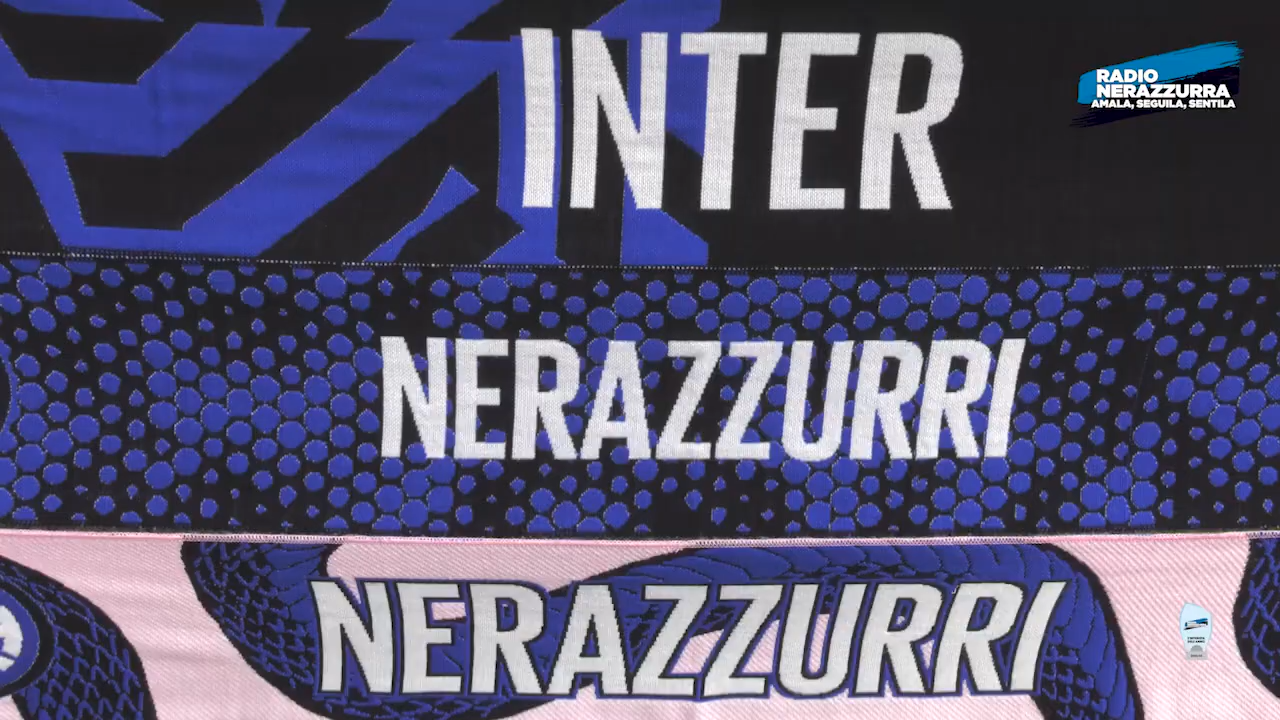 INTER
RADIO
NERAZZURRA
AMALA, SEGUILA, SENTILA
NERAZZURRI
NERAZZURRI